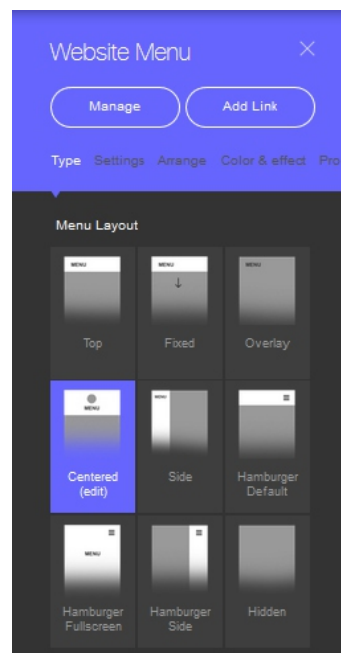 Website Menu
Manage
Add Link
Type Settings Arrange Color & effect Pro
Menu Layout
MENU
MENU
MENU
Top
Fixed
Overlay
MENU
MENU
Centered
(edit)
Side
Hamburger
Default
MENU
Hamburger
Fullscreen
Hamburger
Side
Hidden